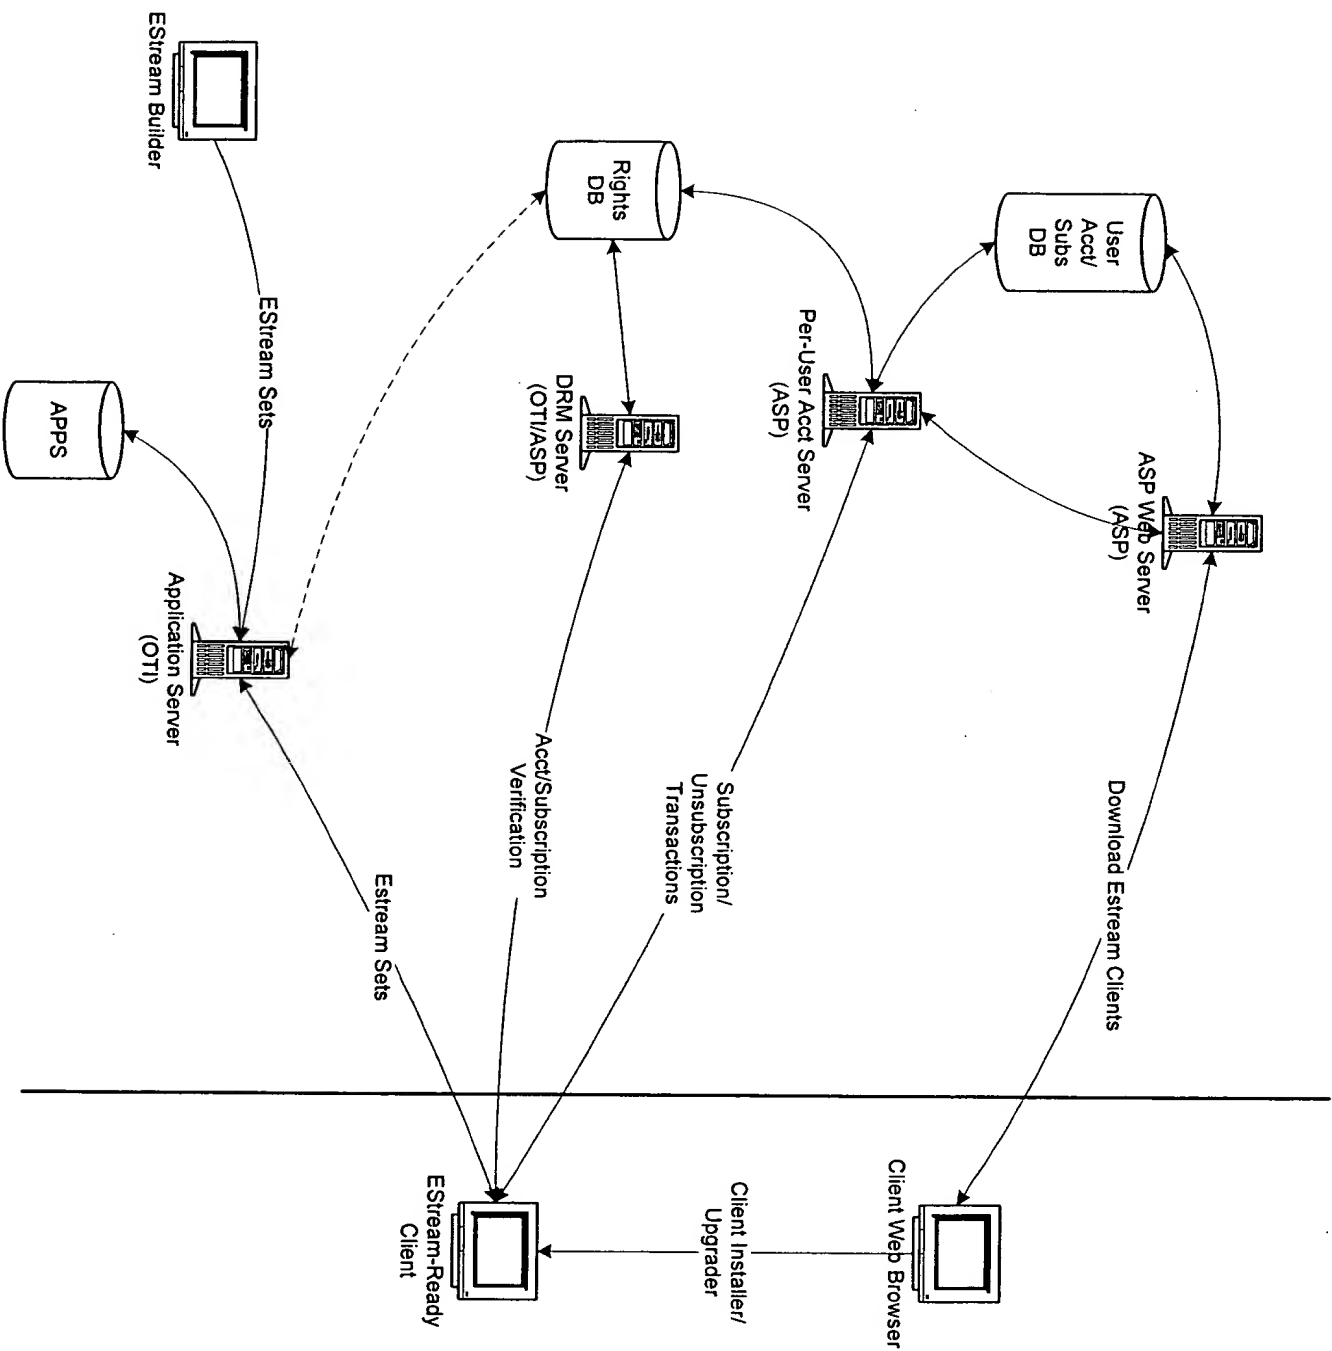 Client Web Browser
Client Installer/
Upgrader
EStream-Ready
Client
Download Estream Clients
Subscription/
Unsubscription
Transactions
Acct/Subscription
Verification
Estream Sets
ASP Web Server
(ASP)
Per-User Acct Server
(ASP)
DRM Server
(OTI/ASP)
Application Server
(OTI)
User
Acct/
Subs
DB
Rights
DB
EStream Sets
APPS
EStream Builder